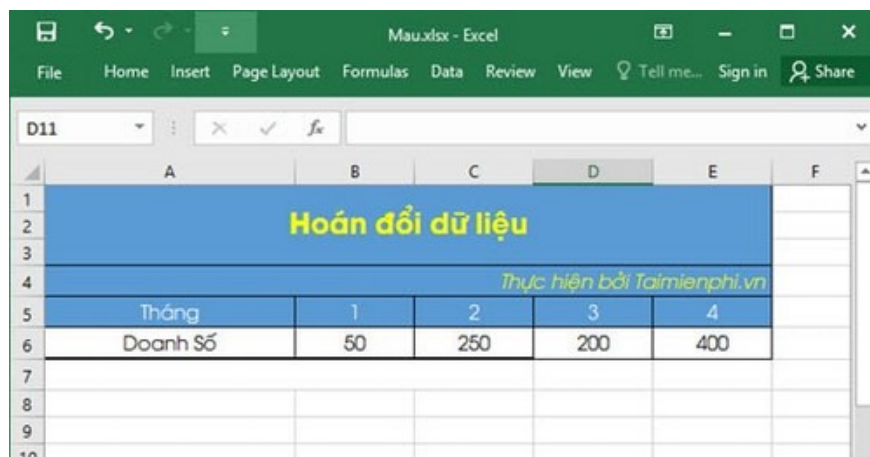 Mau.xlsx - Excel
File Home Insert Page Layout Formulas Data Review View Tell me... Sign in Share
D11 fx
A B C D E F
1
2 Hoán đổi dữ liệu
3
4 Thực hiện bởi Taimienphi.vn
5 Tháng 1 2 3 4
6 Doanh Số 50 250 200 400
7
8
9
10